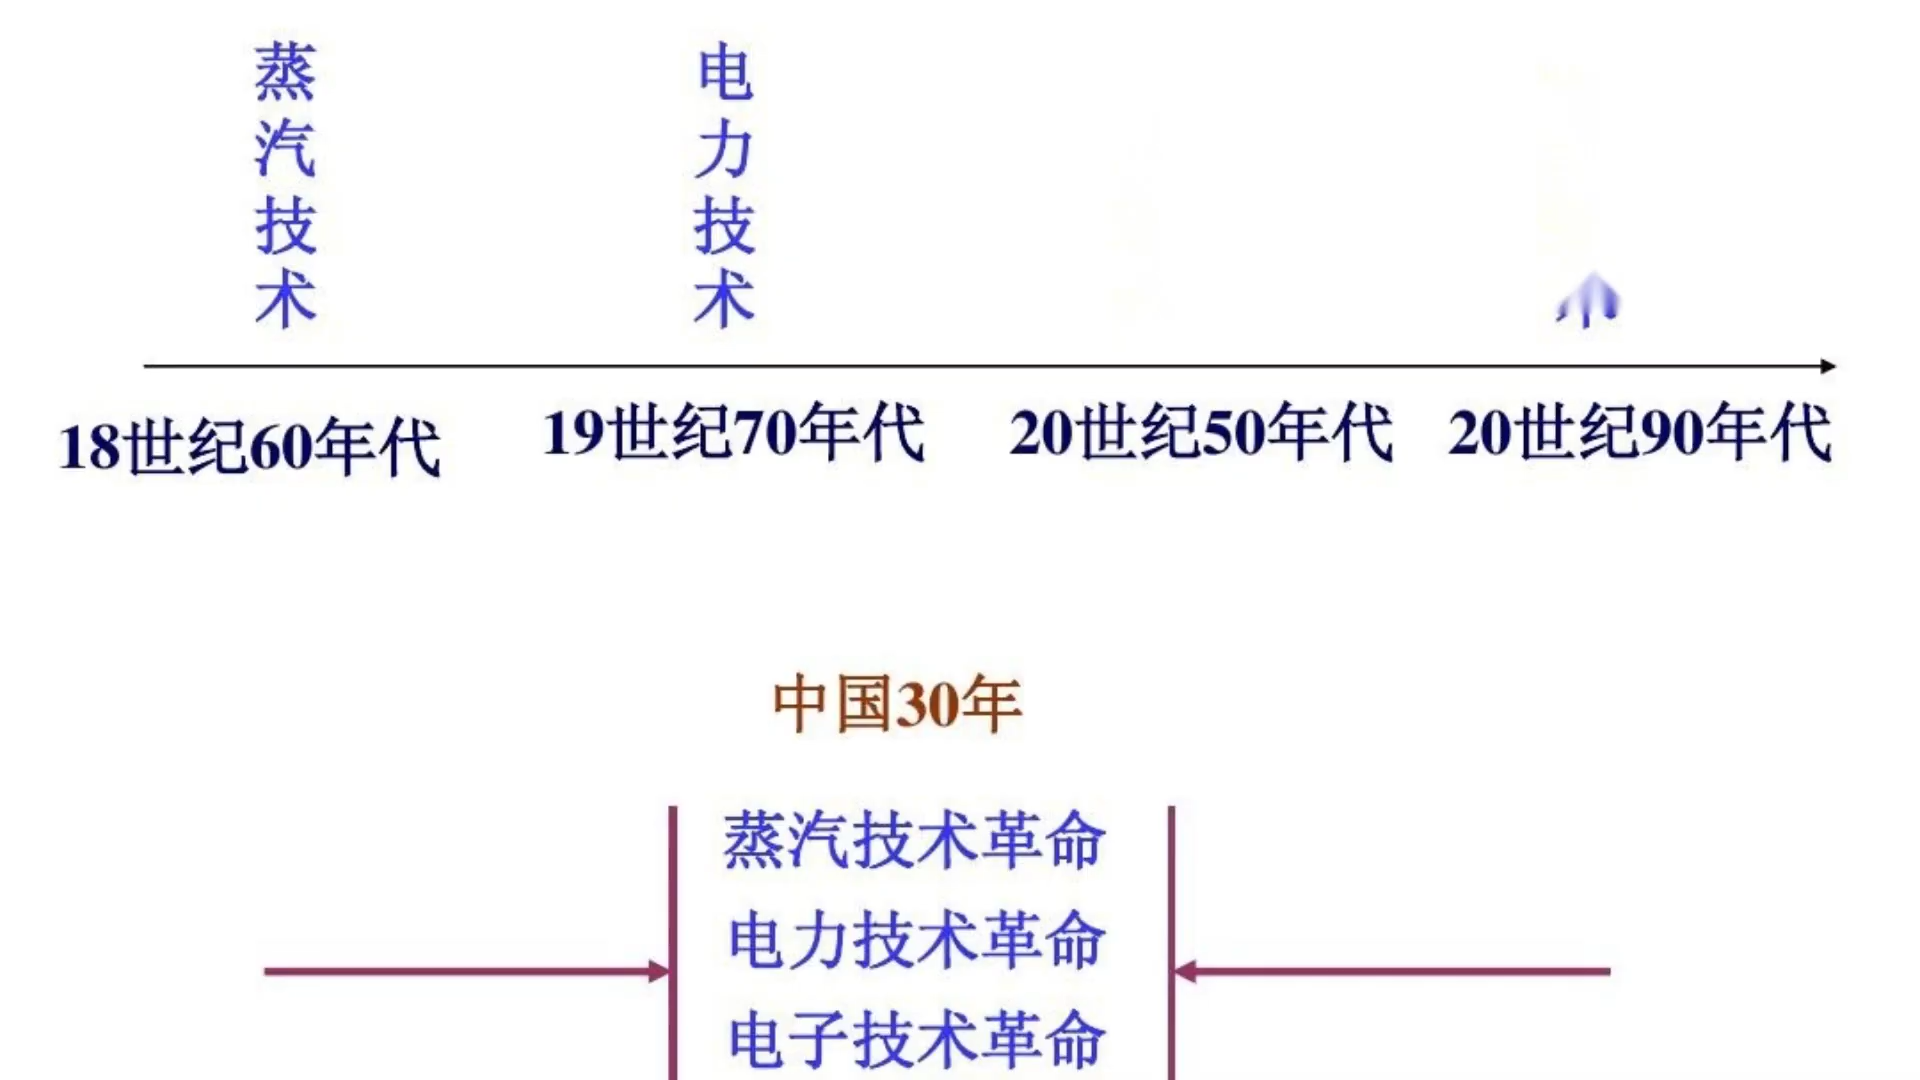 蒸汽技术
电力技术
18世纪60年代
19世纪70年代
20世纪50年代
20世纪90年代
中国30年
蒸汽技术革命
电力技术革命
电子技术革命